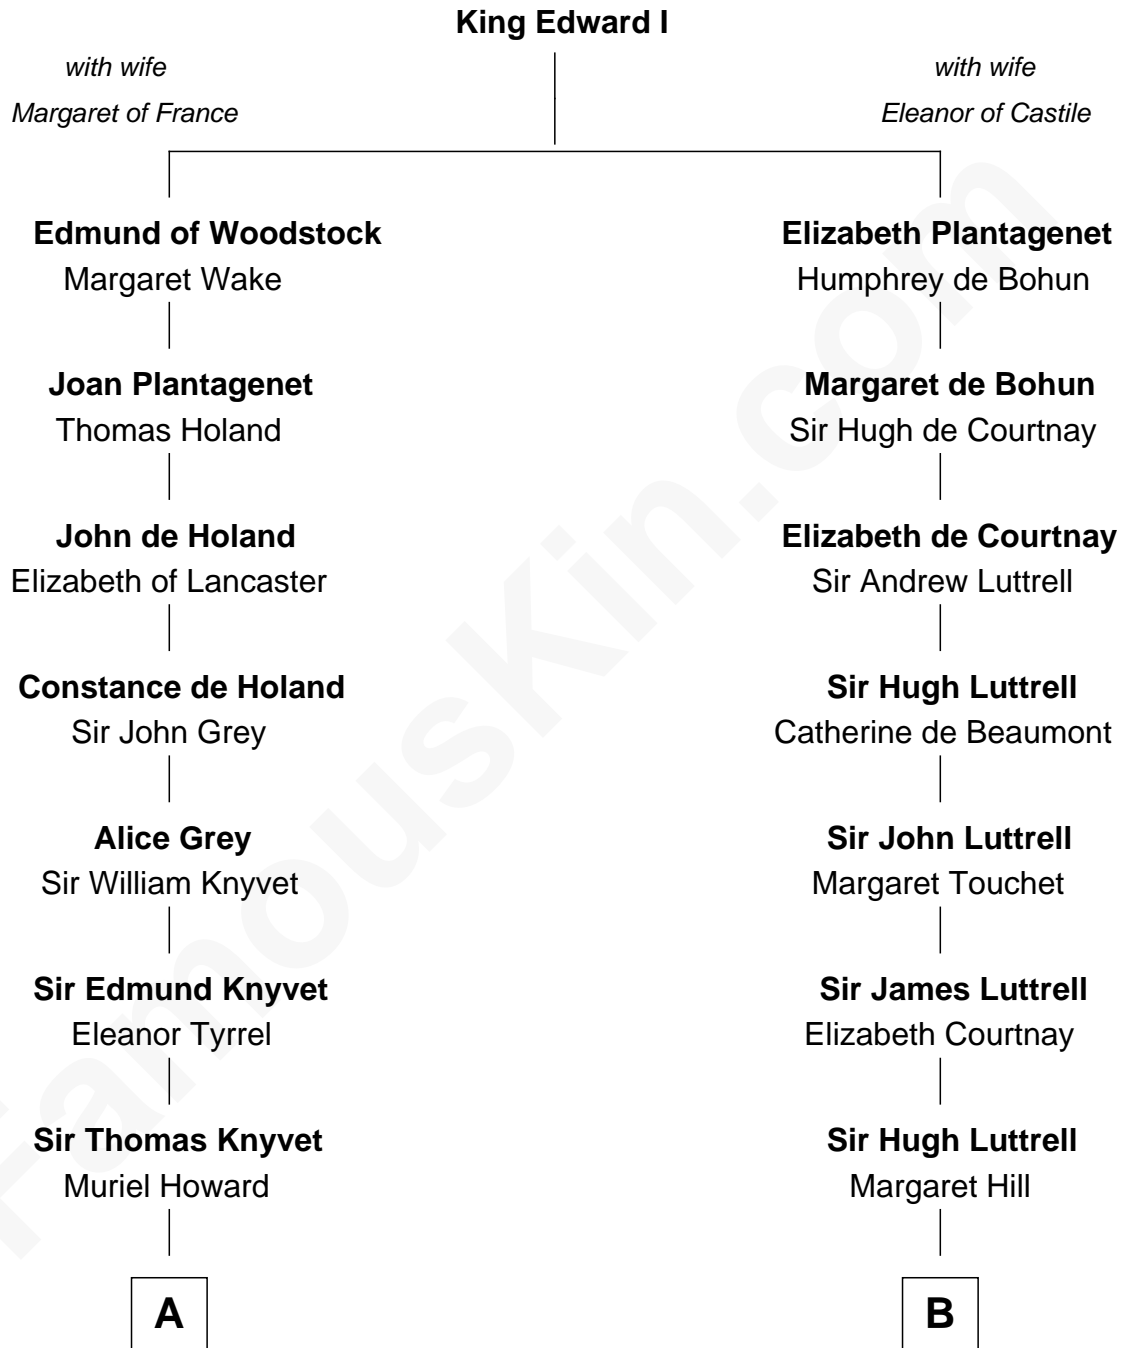 King Edward I
with wife
Margaret of France
with wife
Eleanor of Castile
Edmund of Woodstock
Margaret Wake
Elizabeth Plantagenet
Humphrey de Bohun
Joan Plantagenet
Thomas Holand
Margaret de Bohun
Sir Hugh de Courtnay
John de Holand
Elizabeth of Lancaster
Elizabeth de Courtnay
Sir Andrew Luttrell
Constance de Holand
Sir John Grey
Sir Hugh Luttrell
Catherine de Beaumont
Alice Grey
Sir William Knyvet
Sir John Luttrell
Margaret Touchet
Sir Edmund Knyvet
Eleanor Tyrrel
Sir James Luttrell
Elizabeth Courtnay
Sir Thomas Knyvet
Muriel Howard
Sir Hugh Luttrell
Margaret Hill
A
B
FamousKin.com